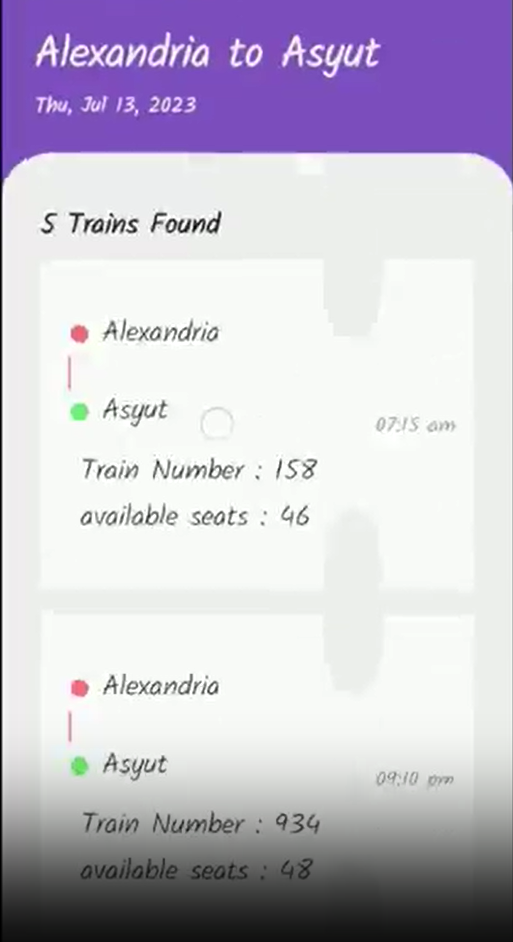 Alexandria to Asyut
Thu, Jul 13, 2023
5 Trains Found
Alexandria
Asyut
07:15 am
Train Number : 158
available seats : 46
Alexandria
Asyut
09:10 pm
Train Number : 934
available seats : 48